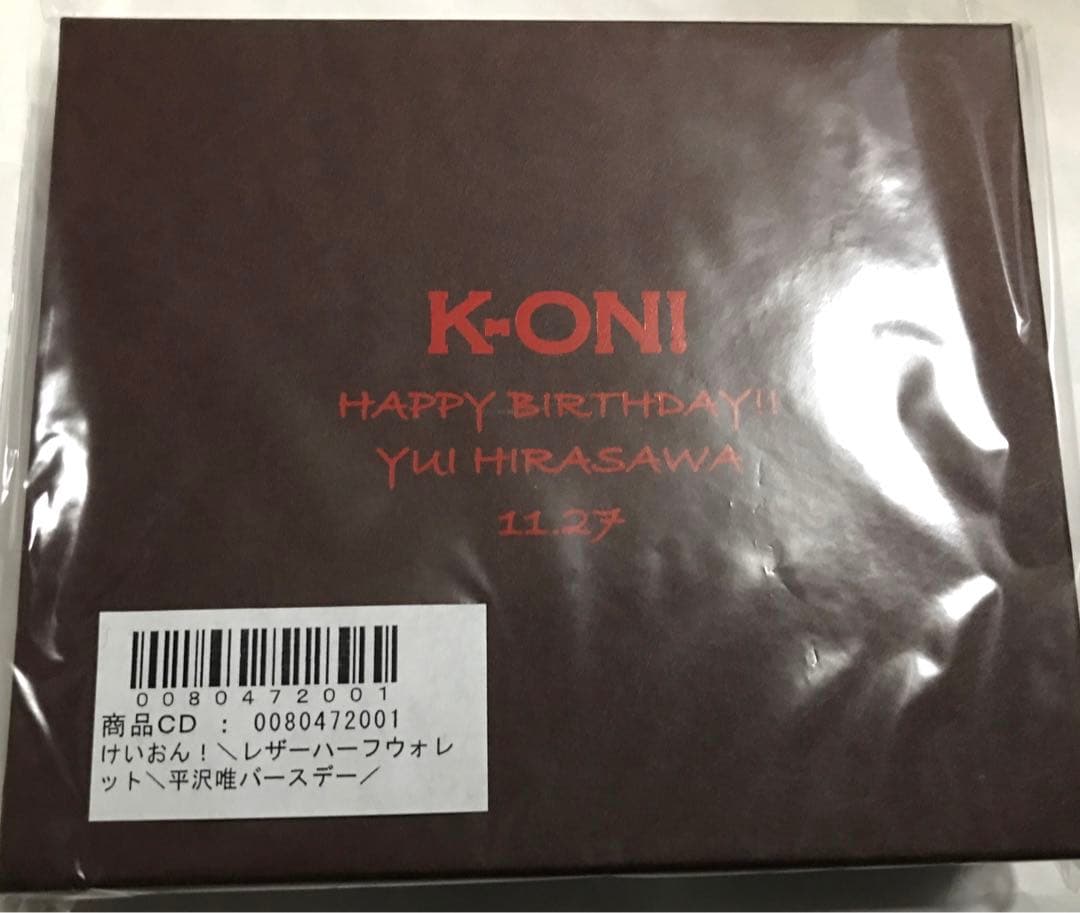 K-ON!
HAPPY BIRTHDAY!!
YUI HIRASAWA
11.27
0080472001
商品CD : 0080472001
けいおん！＼レザーハーフウォレ
ット＼平沢唯バースデー／